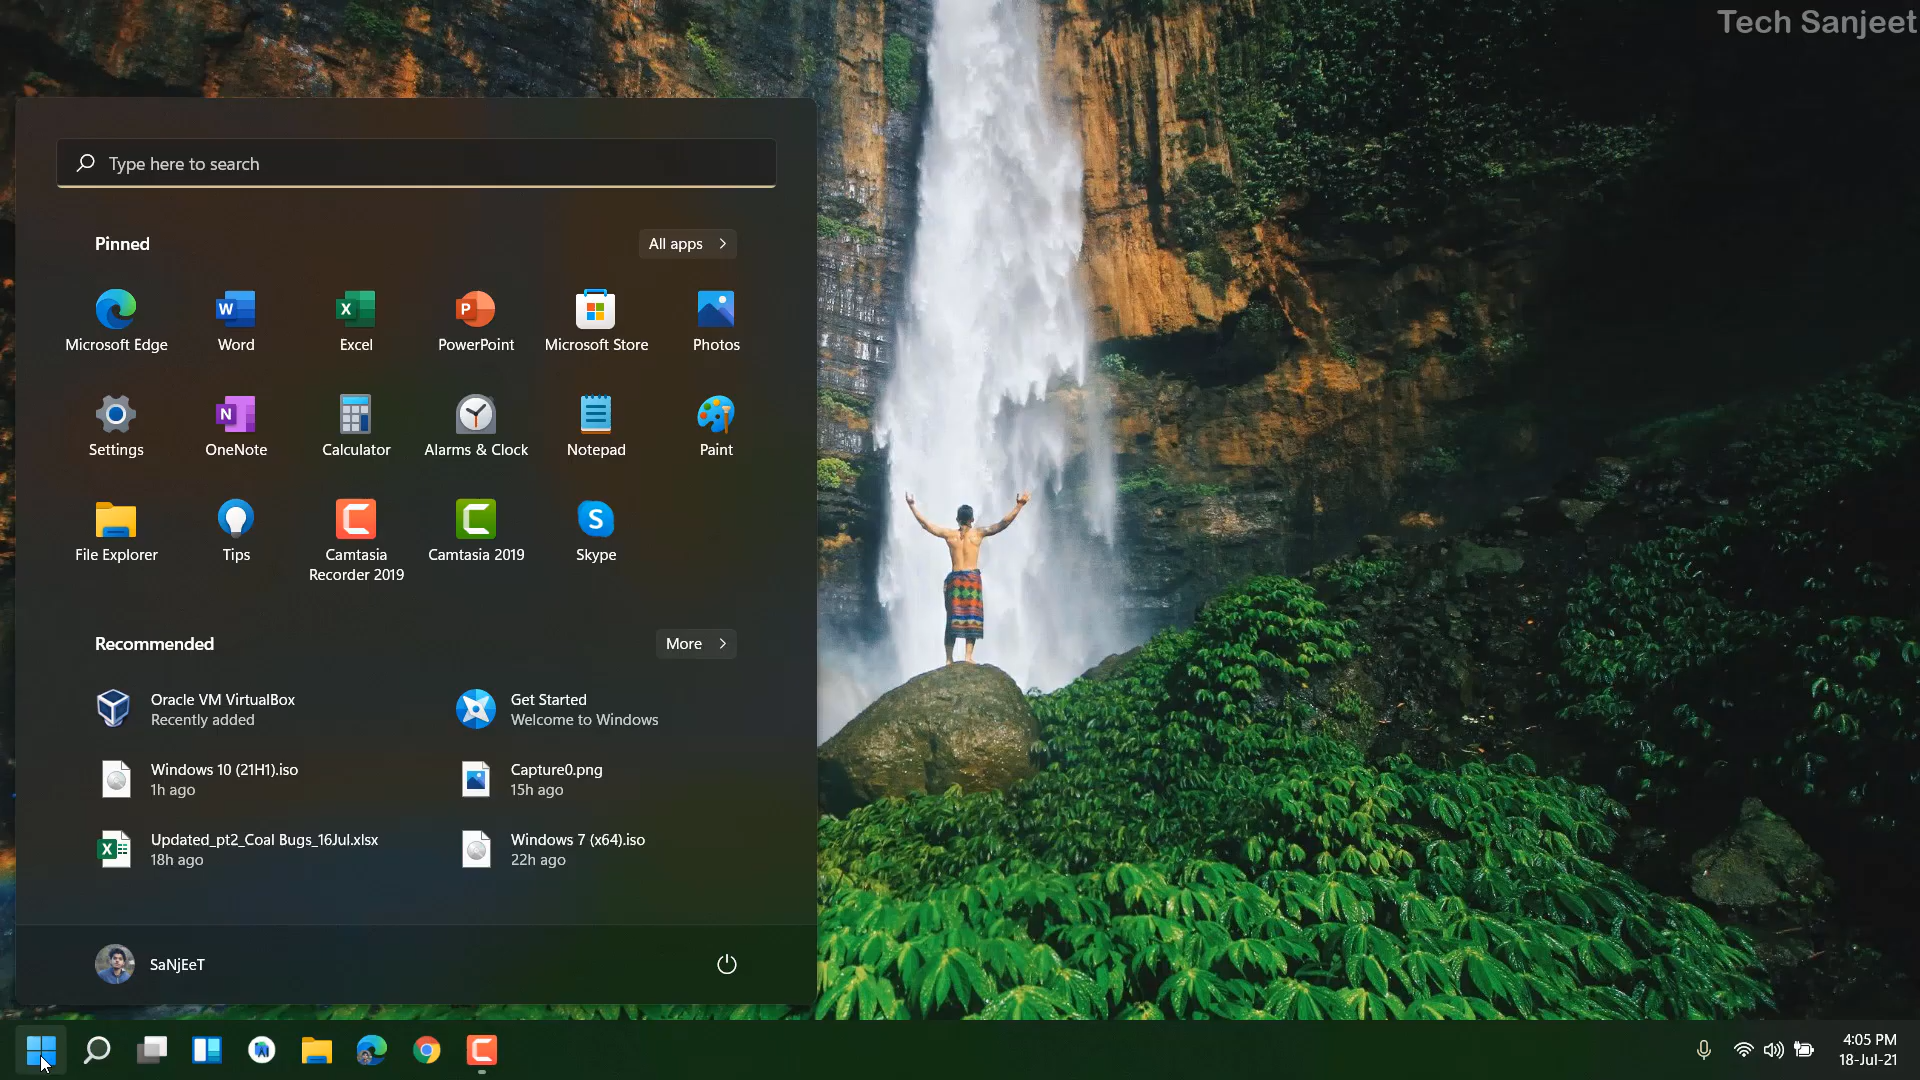 Tech Sanjeet
Type here to search
Pinned
All apps
Microsoft Edge
Word
Excel
PowerPoint
Microsoft Store
Photos
Settings
OneNote
Calculator
Alarms & Clock
Notepad
Paint
File Explorer
Tips
Camtasia
Recorder 2019
Camtasia 2019
Skype
Recommended
More
Oracle VM VirtualBox
Recently added
Get Started
Welcome to Windows
Windows 10 (21H1).iso
1h ago
Capture0.png
15h ago
Updated_pt2_Coal Bugs_16Jul.xlsx
18h ago
Windows 7 (x64).iso
22h ago
SaNjEeT
4:05 PM
18-Jul-21